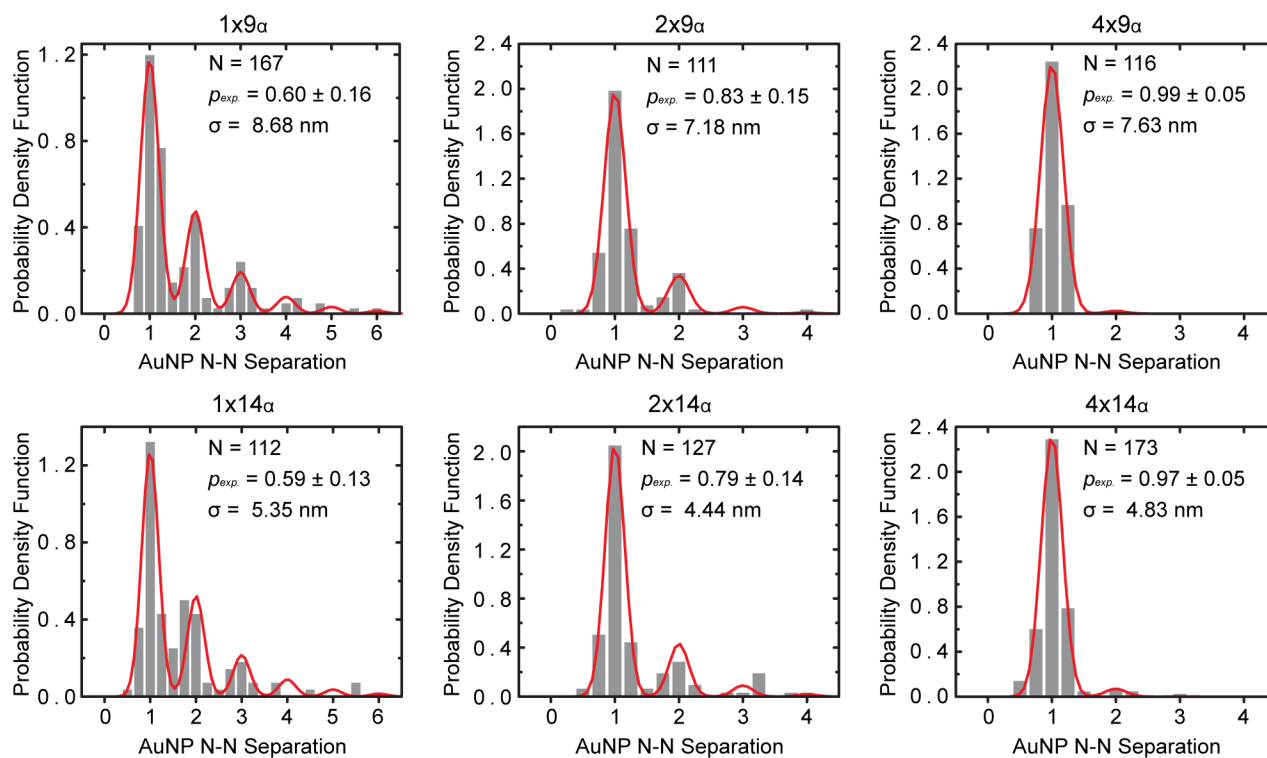 1x9α
Probability Density Function
1.2
0.8
0.4
0.0
N = 167
pexp. = 0.60 ± 0.16
σ = 8.68 nm
0 1 2 3 4 5 6
AuNP N-N Separation
2x9α
Probability Density Function
2.4
2.0
1.6
1.2
0.8
0.4
0.0
N = 111
pexp. = 0.83 ± 0.15
σ = 7.18 nm
0 1 2 3 4
AuNP N-N Separation
4x9α
Probability Density Function
2.4
2.0
1.6
1.2
0.8
0.4
0.0
N = 116
pexp. = 0.99 ± 0.05
σ = 7.63 nm
0 1 2 3 4
AuNP N-N Separation
1x14α
Probability Density Function
1.2
0.8
0.4
0.0
N = 112
pexp. = 0.59 ± 0.13
σ = 5.35 nm
0 1 2 3 4 5 6
AuNP N-N Separation
2x14α
Probability Density Function
2.0
1.6
1.2
0.8
0.4
0.0
N = 127
pexp. = 0.79 ± 0.14
σ = 4.44 nm
0 1 2 3 4
AuNP N-N Separation
4x14α
Probability Density Function
2.4
2.0
1.6
1.2
0.8
0.4
0.0
N = 173
pexp. = 0.97 ± 0.05
σ = 4.83 nm
0 1 2 3 4
AuNP N-N Separation